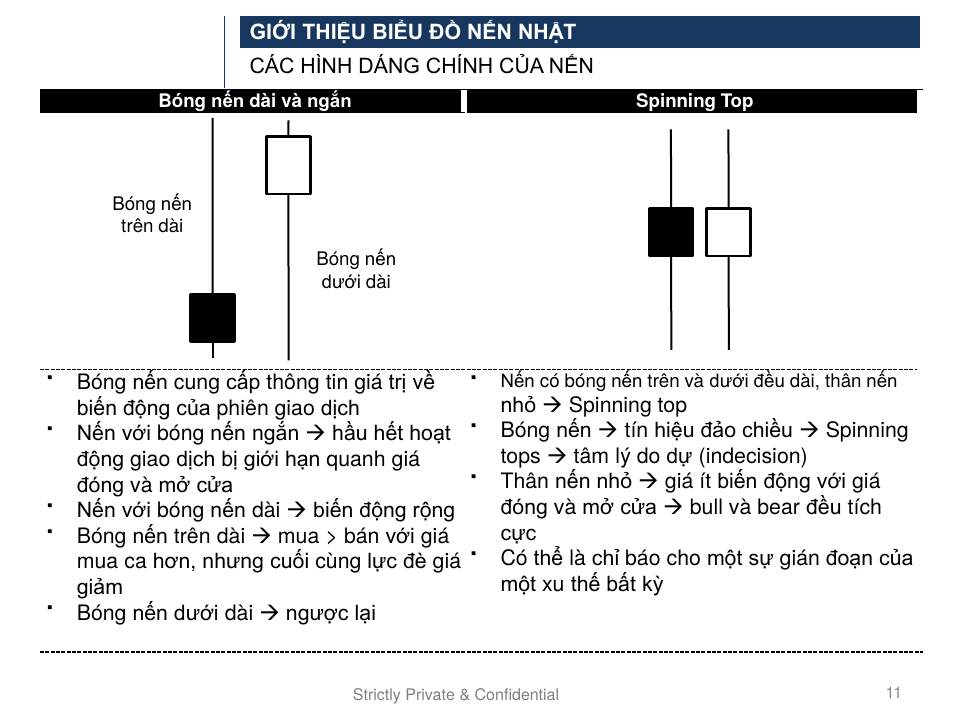 GIỚI THIỆU BIỂU ĐỒ NẾN NHẬT
CÁC HÌNH DÁNG CHÍNH CỦA NẾN
Bóng nến dài và ngắn
Bóng nến
trên dài
Bóng nến
dưới dài
▪ Bóng nến cung cấp thông tin giá trị về
biến động của phiên giao dịch
▪ Nến với bóng nến ngắn → hầu hết hoạt
động giao dịch bị giới hạn quanh giá
đóng và mở cửa
▪ Nến với bóng nến dài → biến động rộng
▪ Bóng nến trên dài → mua > bán với giá
mua ca hơn, nhưng cuối cùng lực đè giá
giảm
▪ Bóng nến dưới dài → ngược lại
Spinning Top
▪ Nến có bóng nến trên và dưới đều dài, thân nến
nhỏ → Spinning top
▪ Bóng nến → tín hiệu đảo chiều → Spinning
tops → tâm lý do dự (indecision)
▪ Thân nến nhỏ → giá ít biến động với giá
đóng và mở cửa → bull và bear đều tích
cực
▪ Có thể là chỉ báo cho một sự gián đoạn của
một xu thế bất kỳ
Strictly Private & Confidential
11